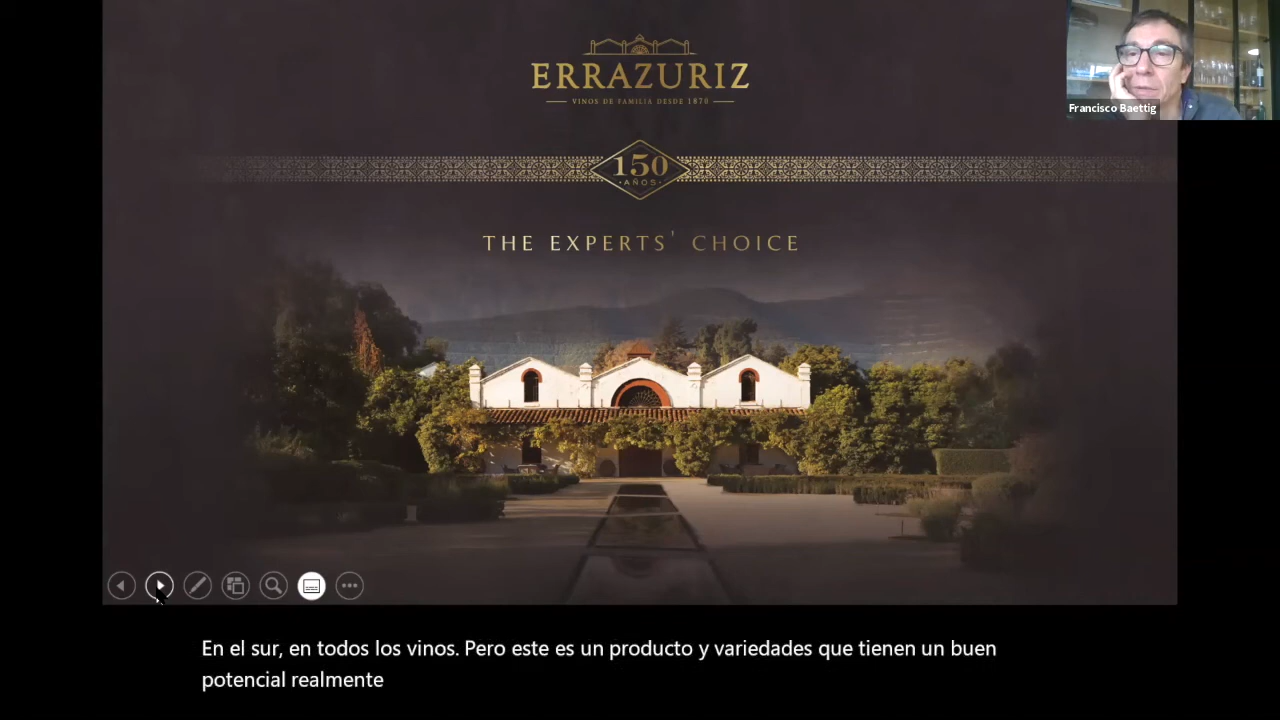 ERRAZURIZ
VINOS DE FAMILIA DESDE 1870
150
·AÑOS·
THE EXPERTS' CHOICE
Francisco Baettig
En el sur, en todos los vinos. Pero este es un producto y variedades que tienen un buen
potencial realmente